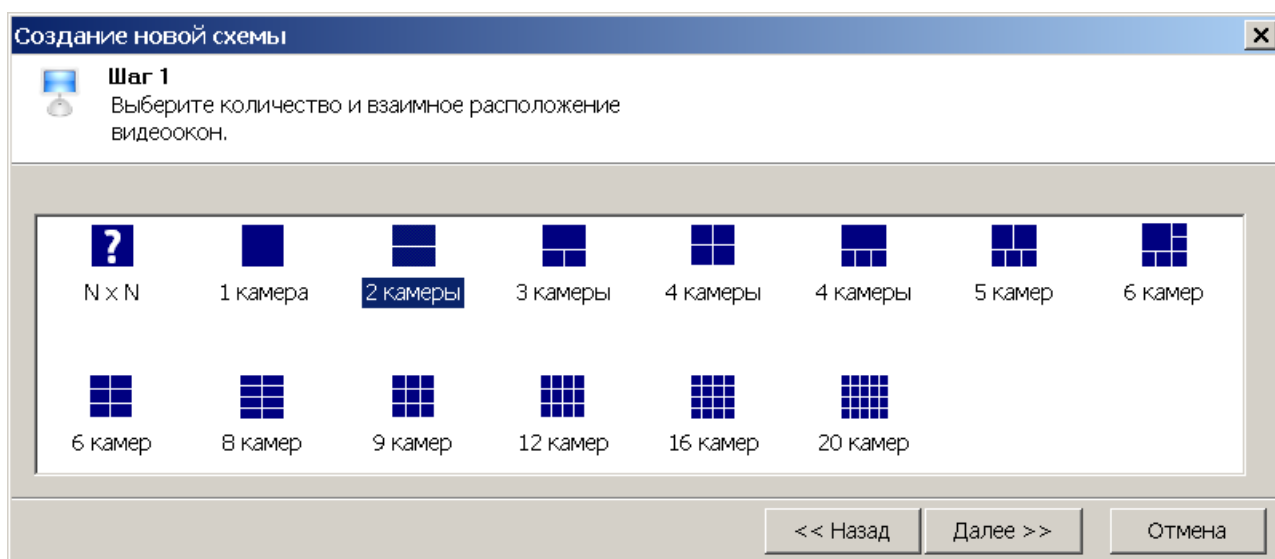 Создание новой схемы
Шаг 1
Выберите количество и взаимное расположение
видеоокон.
?
N x N 1 камера 2 камеры 3 камеры 4 камеры 4 камеры 5 камер 6 камер
6 камер 8 камер 9 камер 12 камер 16 камер 20 камер
<< Назад Далее >> Отмена